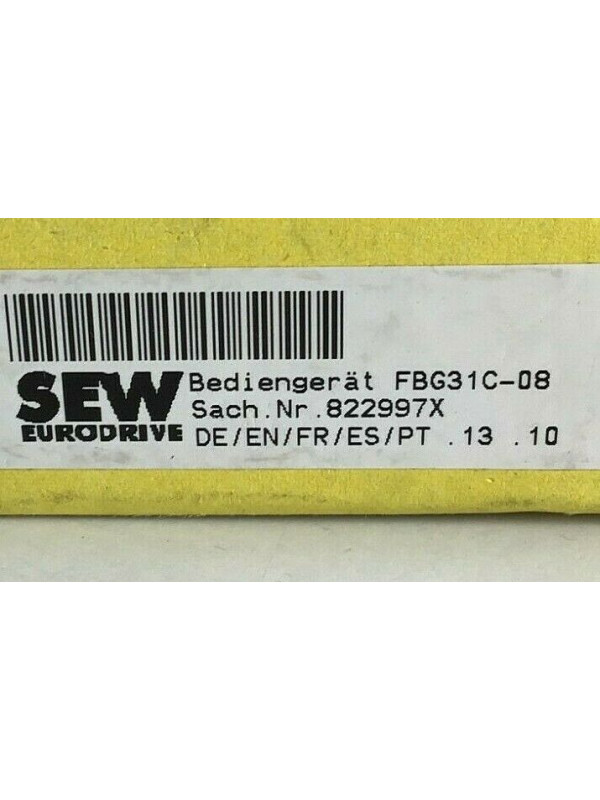 SEW
EURODRIVE
Bediengerät FBG31C-08
Sach.Nr.822997X
DE/EN/FR/ES/PT .13 .10